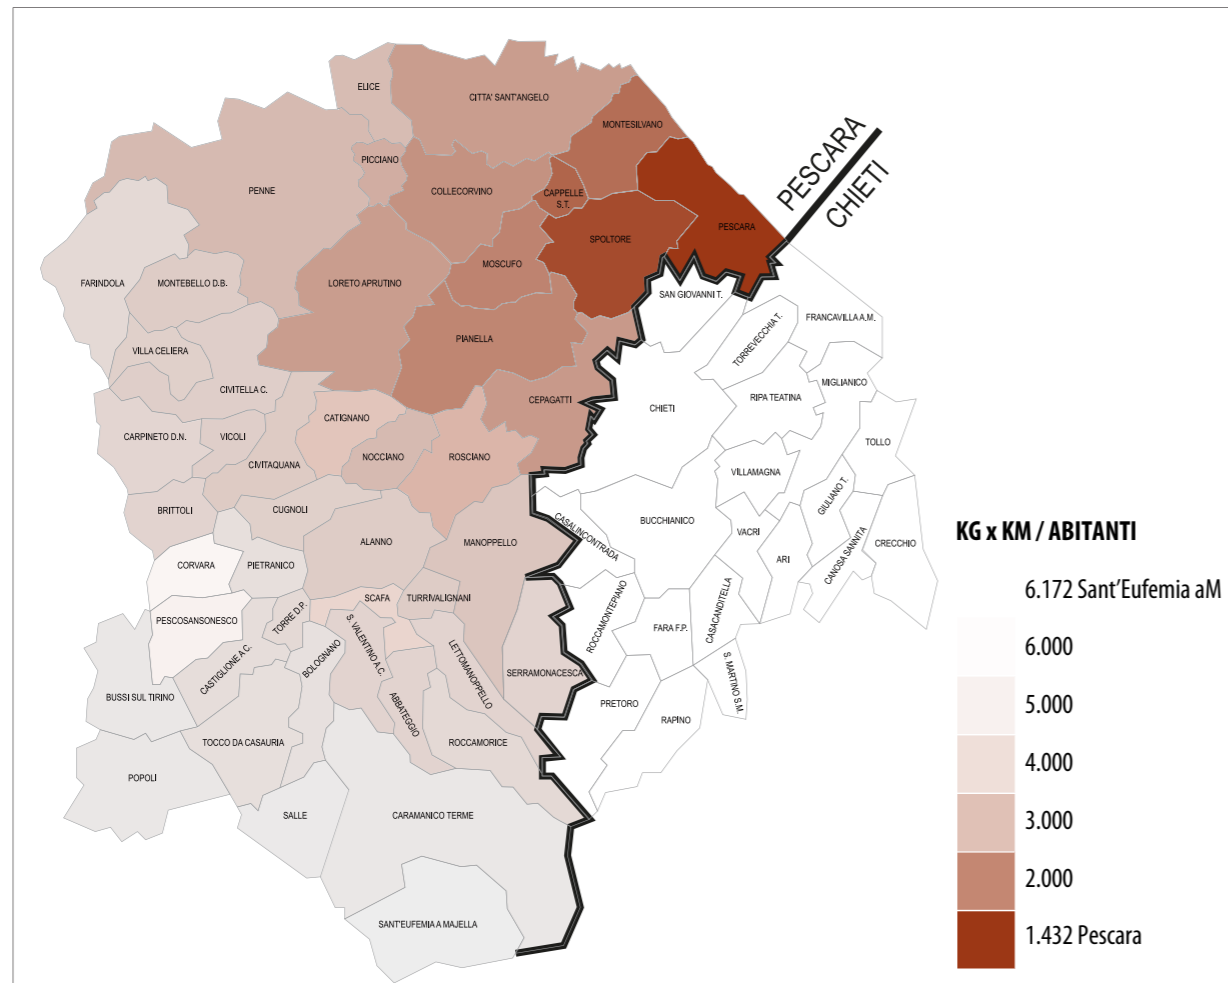 ELICE
CITTA' SANT'ANGELO
MONTESILVANO
PICCIANO
PENNE
COLLECORVINO
CAPPELLE
S.T.
PESCARA
PESCARA
CHIETI
SPOLTORE
MOSCUFO
FARINDOLA
MONTEBELLO D.B.
LORETO APRUTINO
SAN GIOVANNI T.
FRANCAVILLA A.M.
TORREVECCHIA T.
PIANELLA
VILLA CELIERA
CIVITELLA C.
MIGLIANICO
RIPA TEATINA
CEPAGATTI
CHIETI
CATIGNANO
CARPINETO D.N.
VICOLI
TOLLO
NOCCIANO
ROSCIANO
CIVITAQUANA
VILLAMAGNA
GIULIANO T.
BRITTOLI
CUGNOLI
BUCCHIANICO
CASALINCONTRADA
VACRI
ALANNO
MANOPPELLO
CANOSA SANNITA
CRECCHIO
ARI
CORVARA
PIETRANICO
SCAFA
TURRIVALIGNANI
ROCCAMONTEPIANO
CASACANDITELLA
PESCOSANSONESCO
TORRE D.P.
S. VALENTINO A.C.
FARA F.P.
BOLOGNANO
LETTOMANOPPELLO
CASTIGLIONE A C.
SERRAMONACESCA
S. MARTINO S.M.
BUSSI SUL TIRINO
ABBATEGGIO
PRETORO
RAPINO
TOCCO DA CASAURIA
ROCCAMORICE
POPOLI
SALLE
CARAMANICO TERME
SANT'EUFEMIA A MAJELLA
KG x KM / ABITANTI
6.172 Sant'Eufemia aM
6.000
5.000
4.000
3.000
2.000
1.432 Pescara